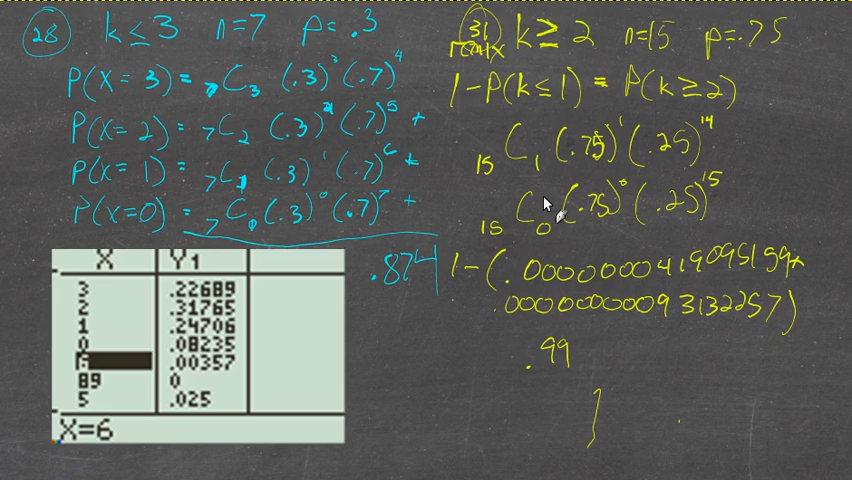 28 k ≤ 3 n=7 p=.3
P(X=3) = ₇C₃ (.3)³(.7)⁴
P(X=2) = ₇C₂ (.3)²(.7)⁵ +
P(X=1) = ₇C₁ (.3)¹(.7)⁶ +
P(X=0) = ₇C₀ (.3)⁰(.7)⁷ +
.874
X Y₁
3 .22689
2 .31765
1 .24706
0 .08235
.00357
89 0
5 .025
X=6
31 k ≥ 2 n=15 p=.75
1-P(k≤1) = P(k≥2)
₁₅C₁ (.75)¹(.25)¹⁴
₁₅C₀ (.75)⁰(.25)¹⁵
1-(.0000000419095159+
.00000000093132257)
.99